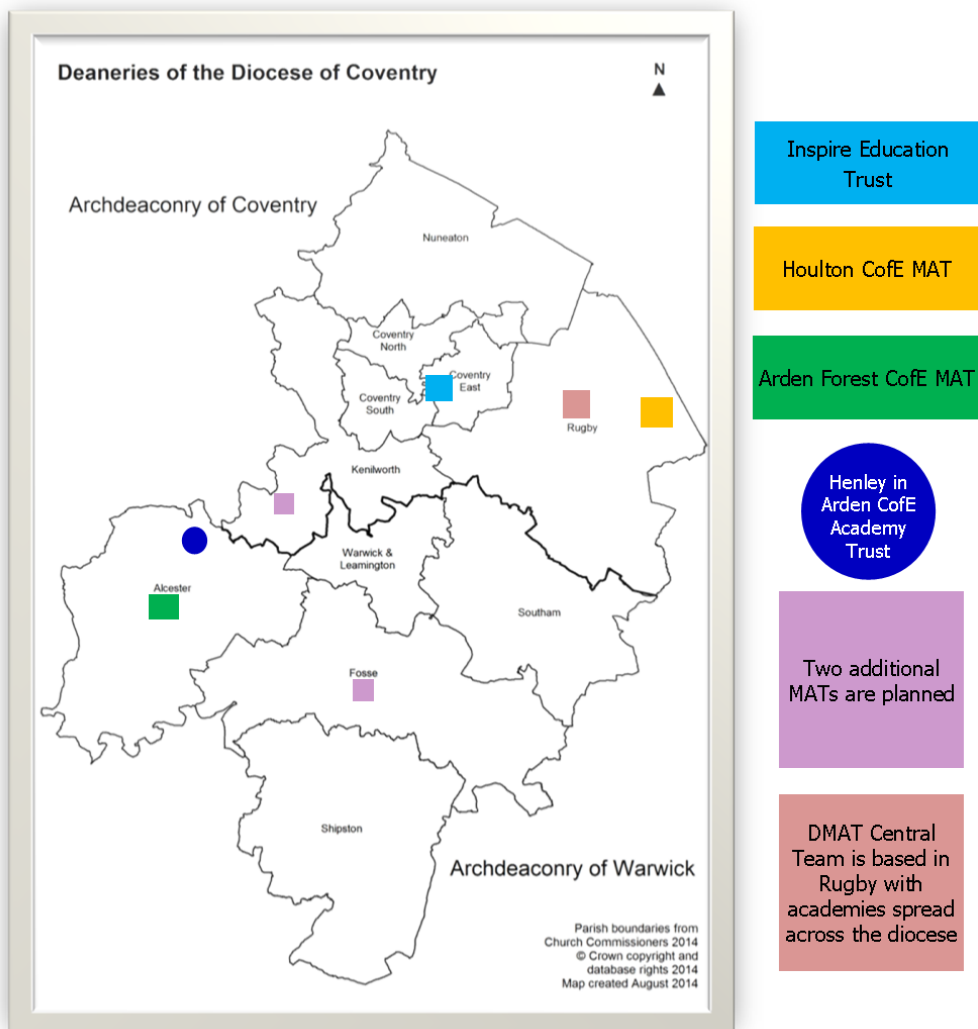 Deaneries of the Diocese of Coventry
N
Archdeaconry of Coventry
Nuneaton
Coventry
North
Coventry
East
Coventry
South
Rugby
Kenilworth
Warwick &
Leamington
Alcester
Southam
Fosse
Shipston
Archdeaconry of Warwick
Parish boundaries from
Church Commissioners 2014
© Crown copyright and
database rights 2014
Map created August 2014
Inspire Education
Trust
Houlton CofE MAT
Arden Forest CofE MAT
Henley in
Arden CofE
Academy
Trust
Two additional
MATs are planned
DMAT Central
Team is based in
Rugby with
academies spread
across the diocese